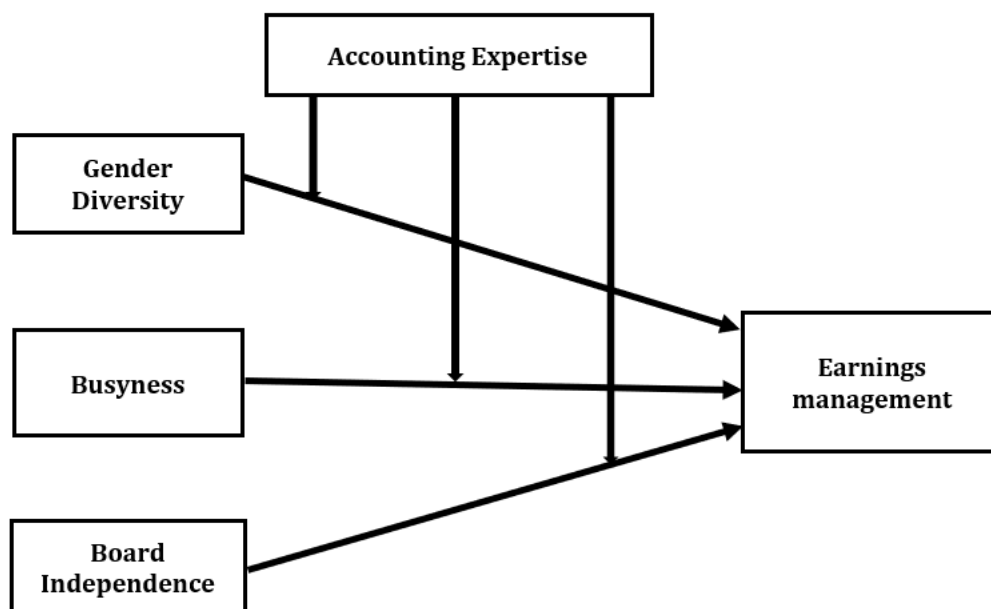 Accounting Expertise
Gender
Diversity
Busyness
Earnings
management
Board
Independence